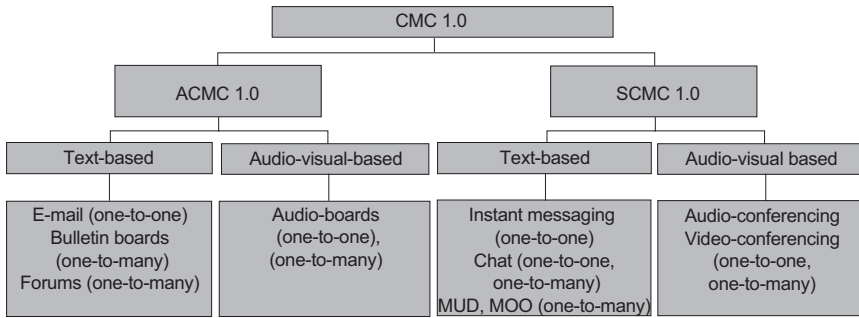 CMC 1.0
ACMC 1.0
SCMC 1.0
Text-based
Audio-visual-based
Text-based
Audio-visual based
E-mail (one-to-one)
Bulletin boards
(one-to-many)
Forums (one-to-many)
Audio-boards
(one-to-one),
(one-to-many)
Instant messaging
(one-to-one)
Chat (one-to-one,
one-to-many)
MUD, MOO (one-to-many)
Audio-conferencing
Video-conferencing
(one-to-one,
one-to-many)